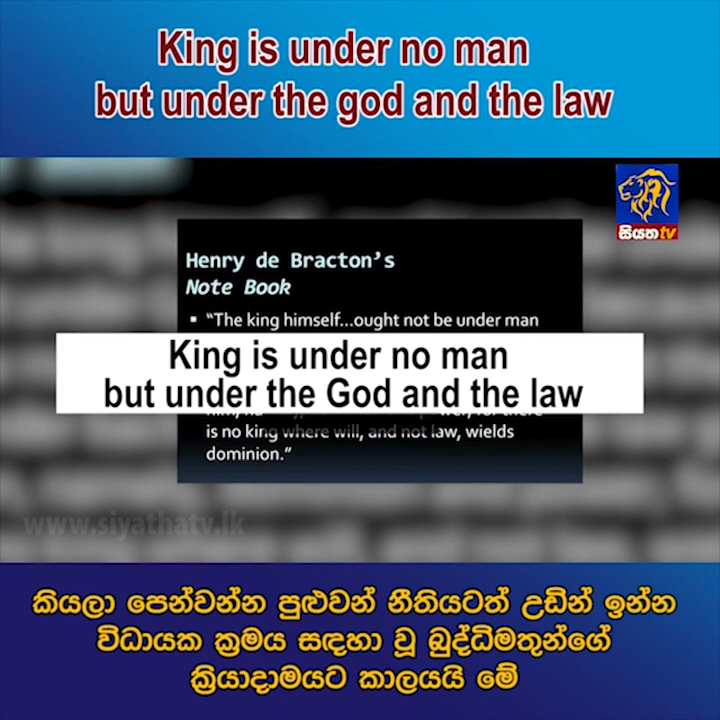 King is under no man
but under the god and the law
සියත tv
Henry de Bracton's
Note Book
▪ "The king himself...ought not be under man
King is under no man
but under the God and the law
is no king where will, and not law, wields
dominion."
www.siyathatv.lk
කියලා පෙන්වන්න පුළුවන් නීතියටත් උඩින් ඉන්න
විධායක ක්‍රමය සඳහා වූ බුද්ධිමතුන්ගේ
ක්‍රියාදාමයට කාලයයි මේ